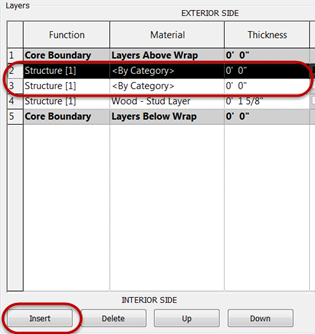 Layers
EXTERIOR SIDE
Function Material Thickness
1 Core Boundary Layers Above Wrap 0' 0"
2 Structure [1] <By Category> 0' 0"
3 Structure [1] <By Category> 0' 0"
4 Structure [1] Wood - Stud Layer 0' 1 5/8"
5 Core Boundary Layers Below Wrap 0' 0"
INTERIOR SIDE
Insert Delete Up Down